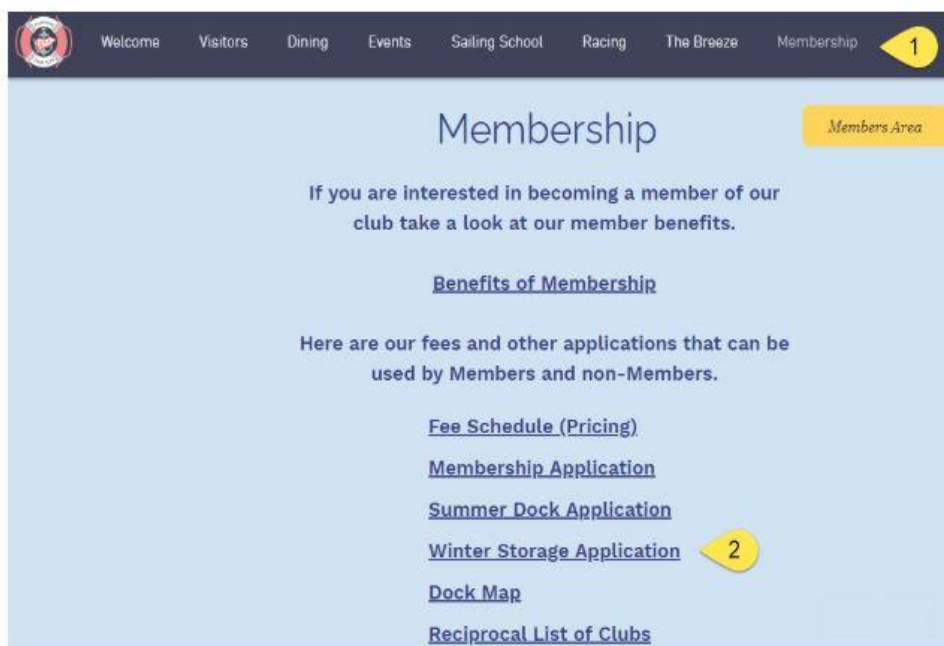 Welcome Visitors Dining Events Sailing School Racing The Breeze Membership 1
Membership
Members Area
If you are interested in becoming a member of our
club take a look at our member benefits.
Benefits of Membership
Here are our fees and other applications that can be
used by Members and non-Members.
Fee Schedule (Pricing)
Membership Application
Summer Dock Application
Winter Storage Application 2
Dock Map
Reciprocal List of Clubs